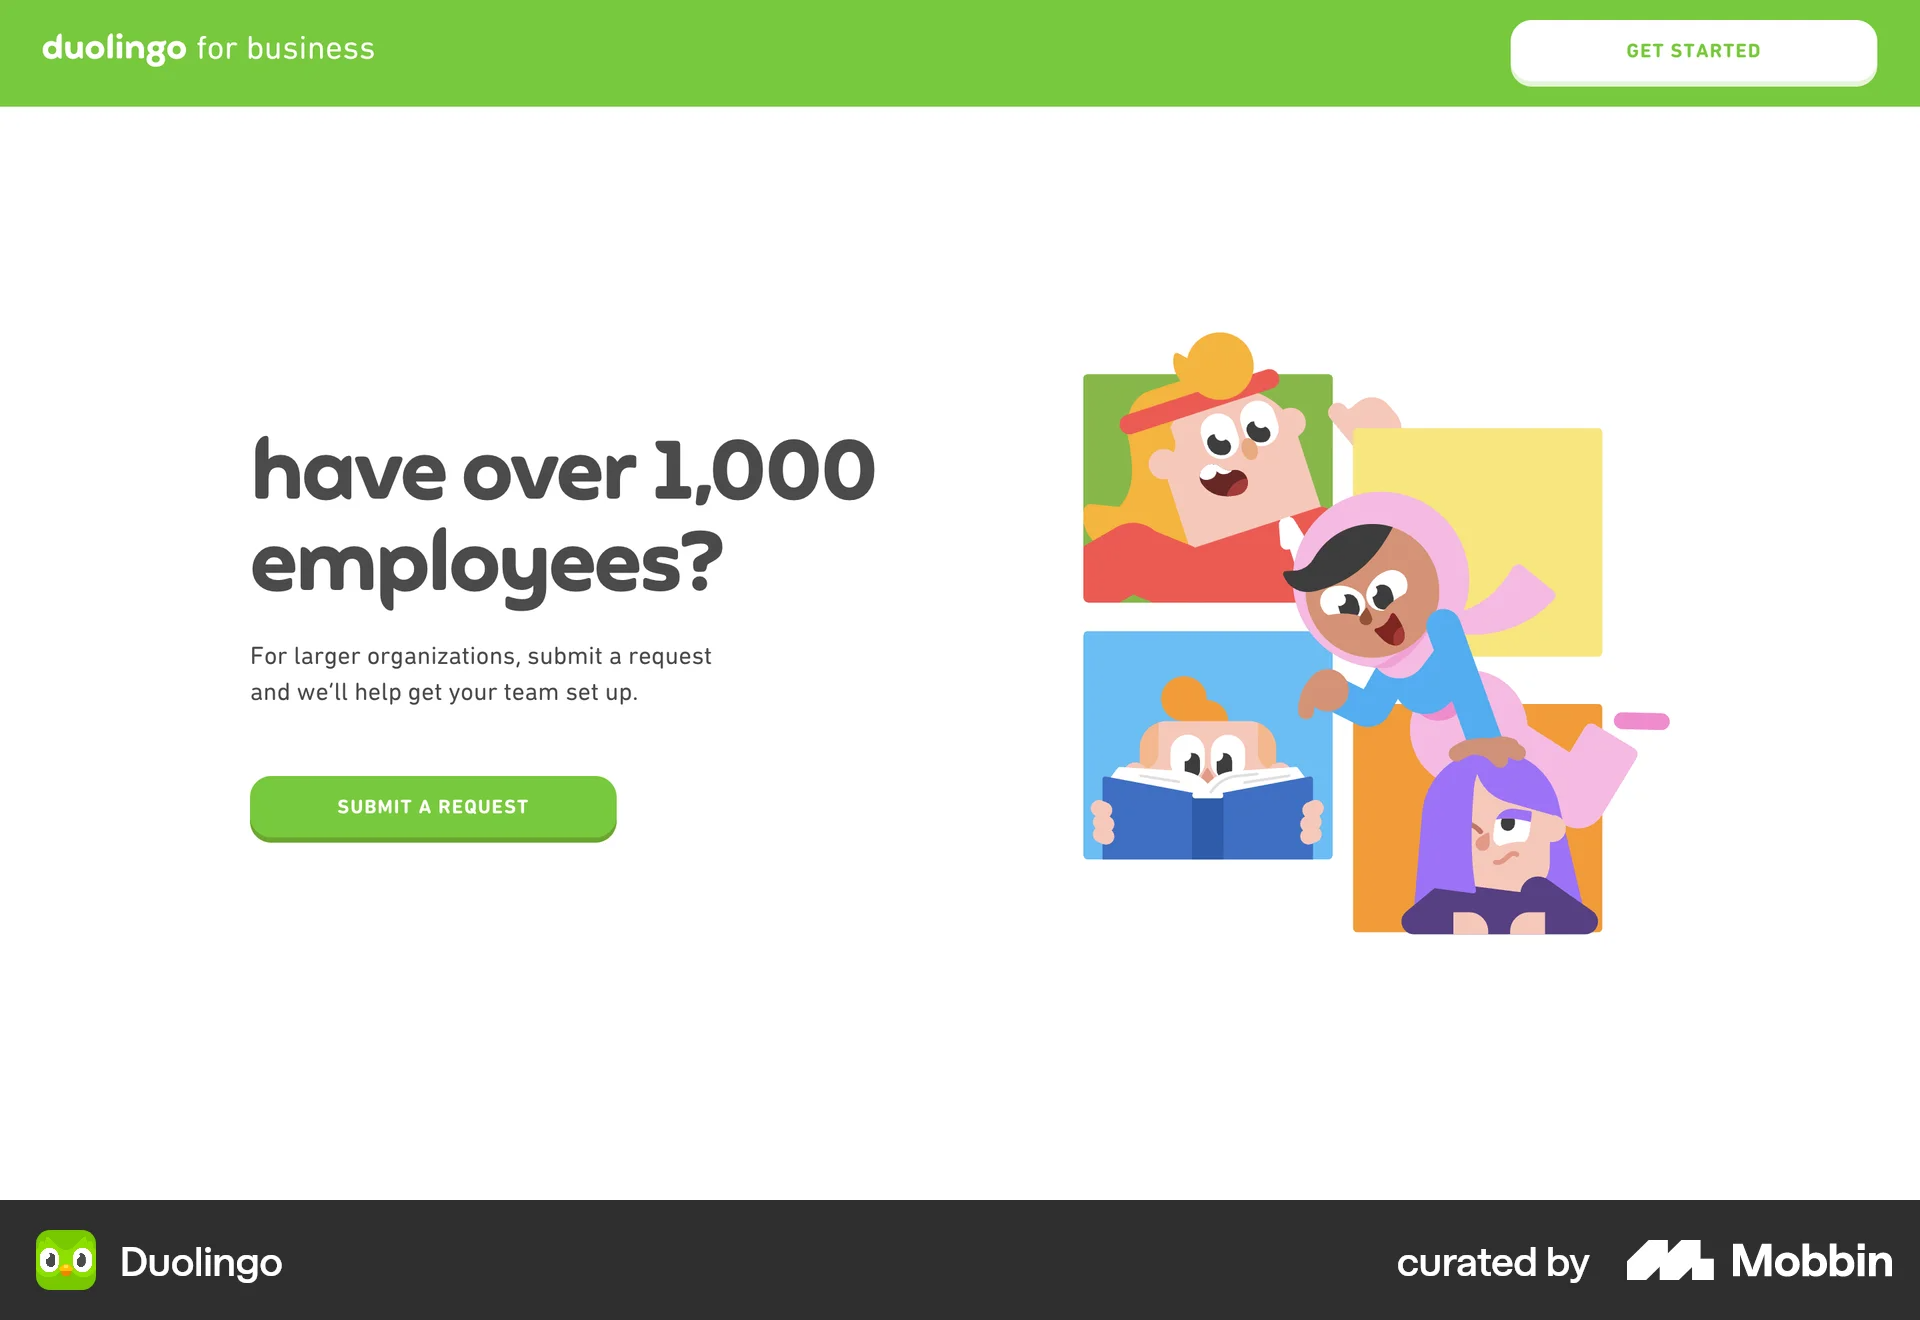 duolingo for business
GET STARTED
have over 1,000
employees?
For larger organizations, submit a request
and we’ll help get your team set up.
SUBMIT A REQUEST
Duolingo
curated by Mobbin